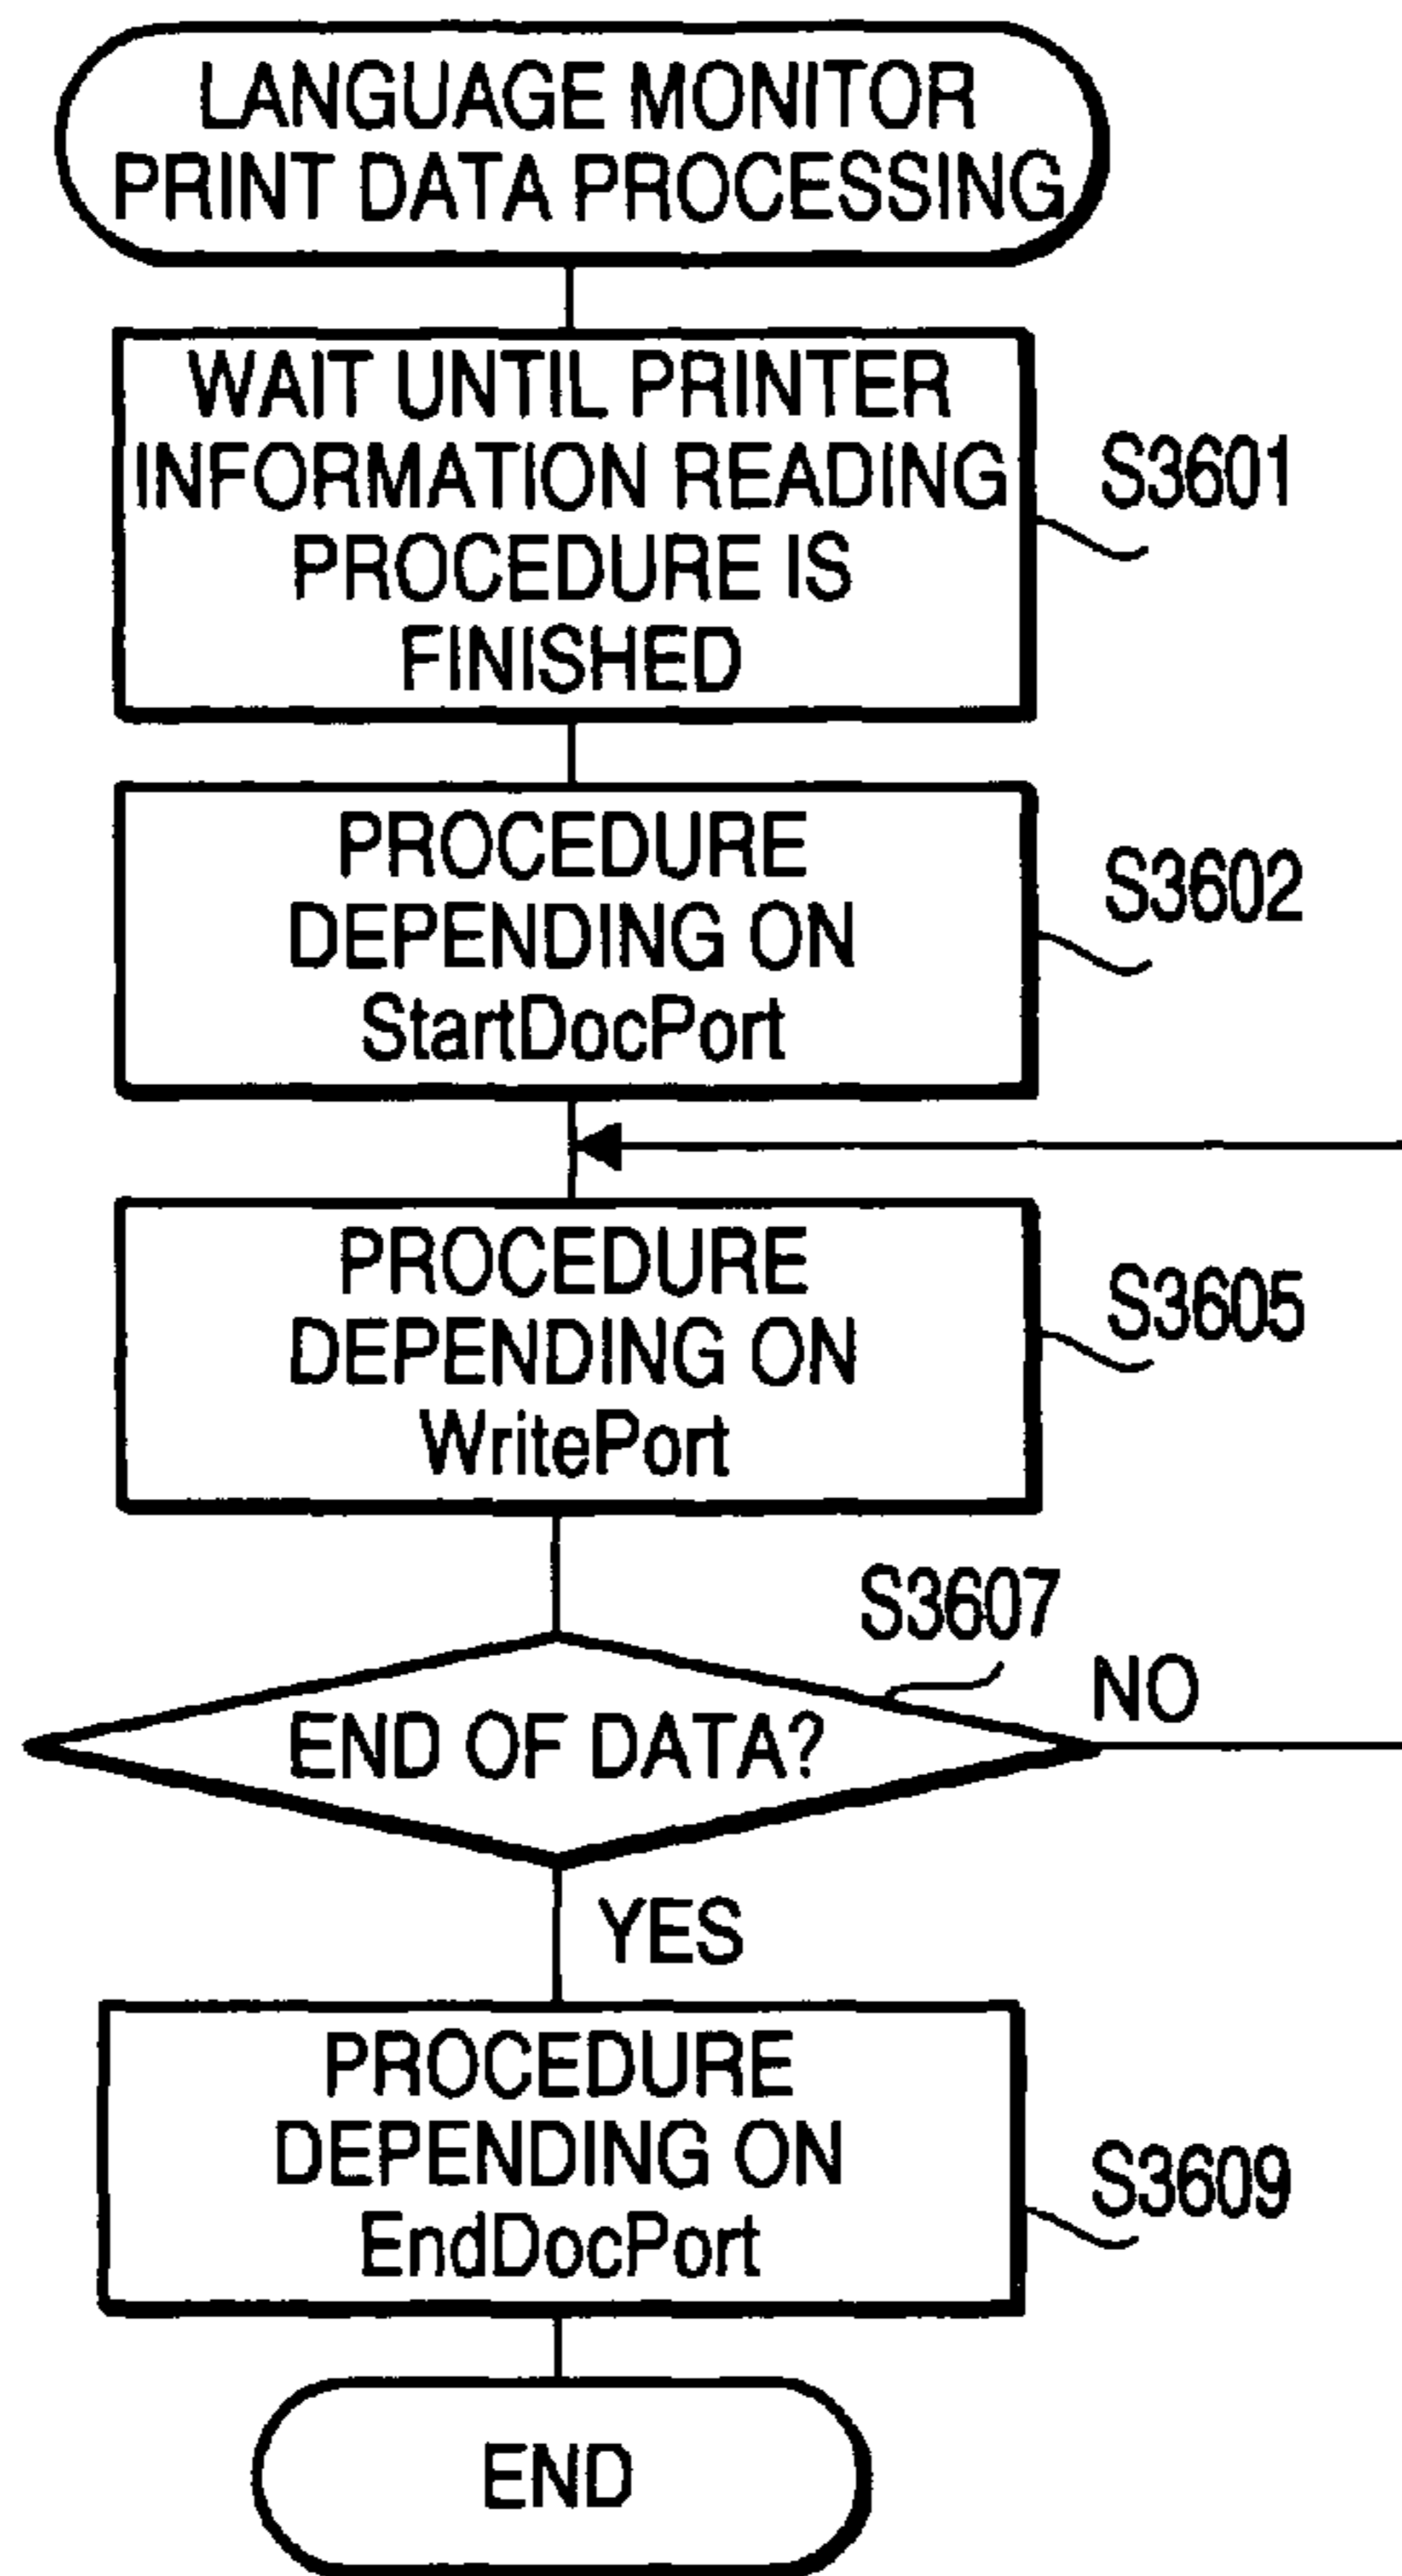 LANGUAGE MONITOR
PRINT DATA PROCESSING
WAIT UNTIL PRINTER
INFORMATION READING
PROCEDURE IS
FINISHED
S3601
PROCEDURE
DEPENDING ON
StartDocPort
S3602
PROCEDURE
DEPENDING ON
WritePort
S3605
S3607
NO
END OF DATA?
YES
PROCEDURE
DEPENDING ON
EndDocPort
S3609
END